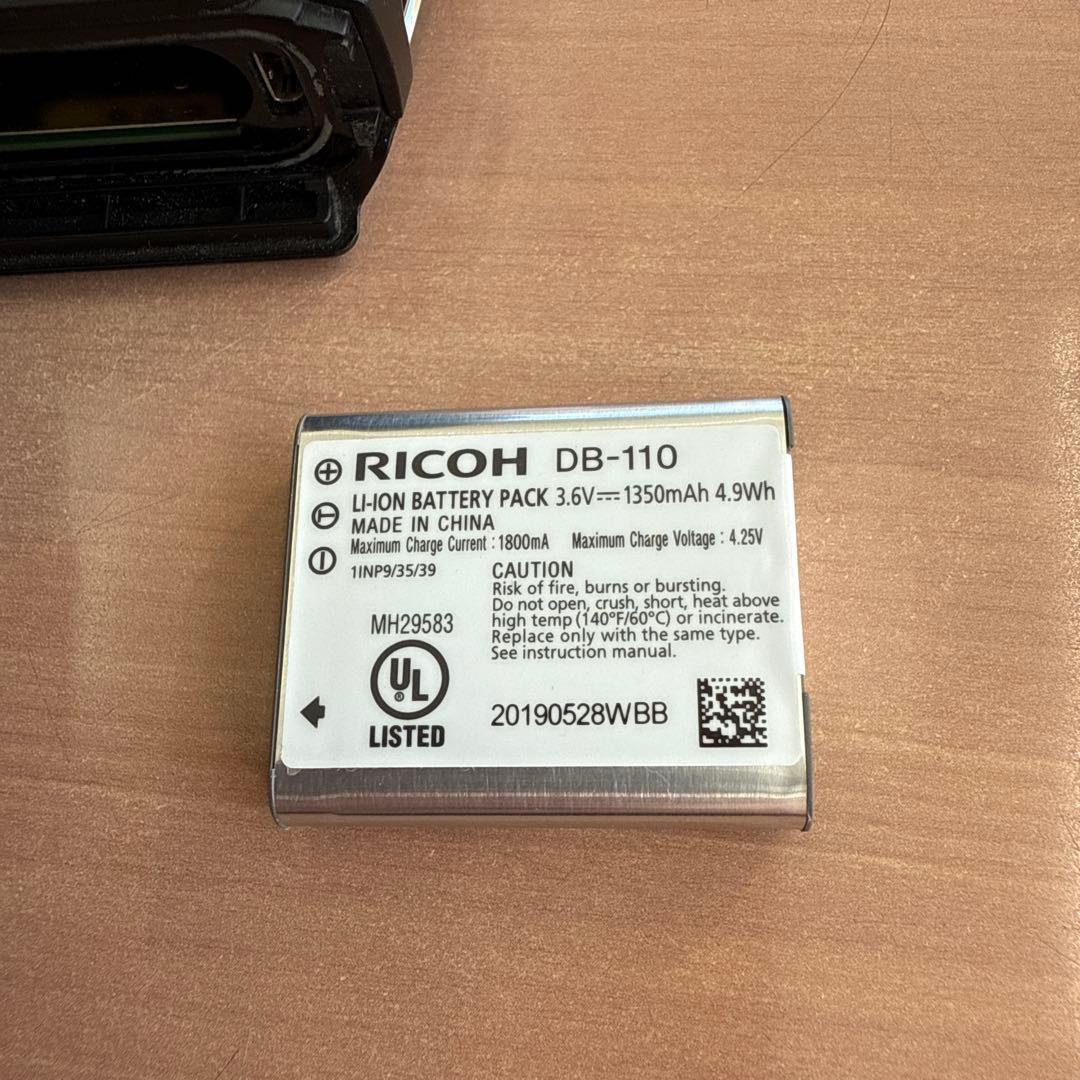 RICOH DB-110
LI-ION BATTERY PACK 3.6V⎓1350mAh 4.9Wh
MADE IN CHINA
Maximum Charge Current : 1800mA Maximum Charge Voltage : 4.25V
1INP9/35/39
CAUTION
Risk of fire, burns or bursting.
Do not open, crush, short, heat above
high temp (140°F/60°C) or incinerate.
Replace only with the same type.
See instruction manual.
MH29583
UL®
LISTED
20190528WBB